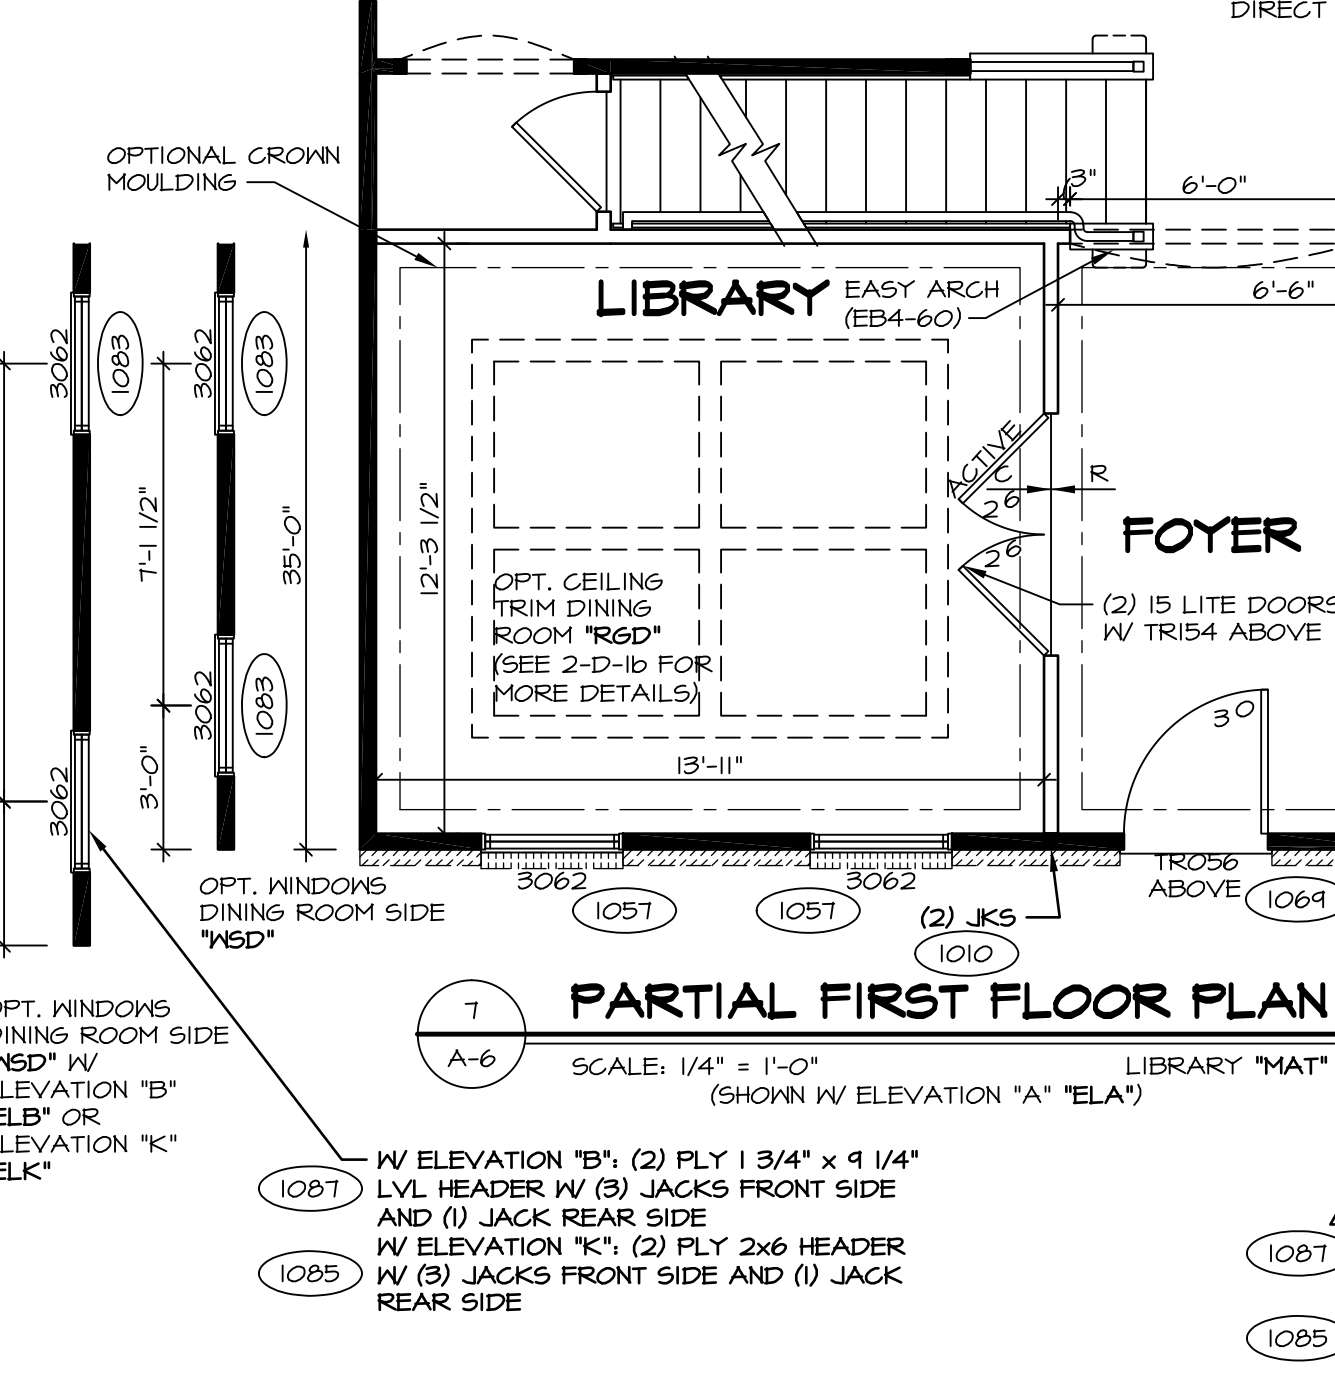 DIRECT
OPTIONAL CROWN
MOULDING
3"
6'-0"
LIBRARY
EASY ARCH
(EB4-60)
6'-6"
3062
1083
3062
1083
ACTIVE
C
R
26
26
FOYER
7'-1 1/2"
35'-0"
12'-3 1/2"
OPT. CEILING
TRIM DINING
ROOM "RGD"
(SEE 2-D-1b FOR
MORE DETAILS)
(2) 15 LITE DOORS
W/ TR154 ABOVE
3062
1083
3062
3'-0"
30
13'-11"
3062
3062
TR056
ABOVE
1069
OPT. WINDOWS
DINING ROOM SIDE
"WSD"
1057
1057
(2) JKS
1010
7
A-6
PARTIAL FIRST FLOOR PLAN
SCALE: 1/4" = 1'-0"
LIBRARY "MAT"
(SHOWN W/ ELEVATION "A" "ELA")
OPT. WINDOWS
DINING ROOM SIDE
WSD" W/
LEVATION "B"
ELB" OR
LEVATION "K"
ELK"
1087
W/ ELEVATION "B": (2) PLY 1 3/4" x 9 1/4"
LVL HEADER W/ (3) JACKS FRONT SIDE
AND (1) JACK REAR SIDE
1085
W/ ELEVATION "K": (2) PLY 2x6 HEADER
W/ (3) JACKS FRONT SIDE AND (1) JACK
REAR SIDE
1087
1085